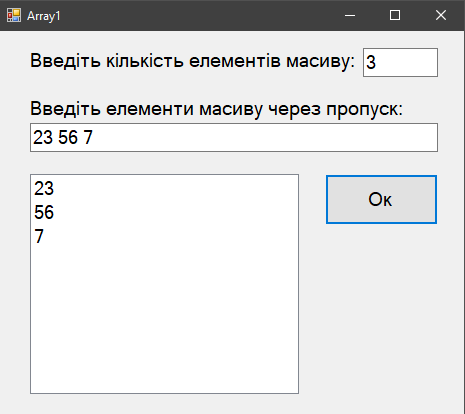 Array1
Введіть кількість елементів масиву: 3
Введіть елементи масиву через пропуск:
23 56 7
23
56
7
Ок